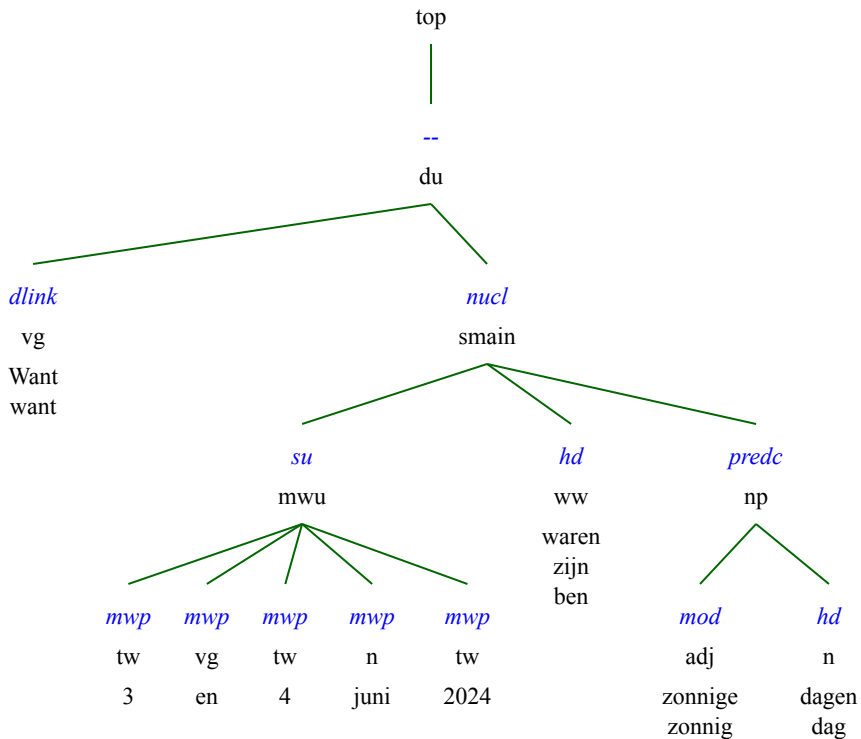 top
--
du
dlink nucl
vg smain
Want
want
su hd predc
mwu ww np
waren
zijn
ben
mwp mwp mwp mwp mwp mod hd
tw vg tw n tw adj n
3 en 4 juni 2024 zonnige dagen
zonnig dag